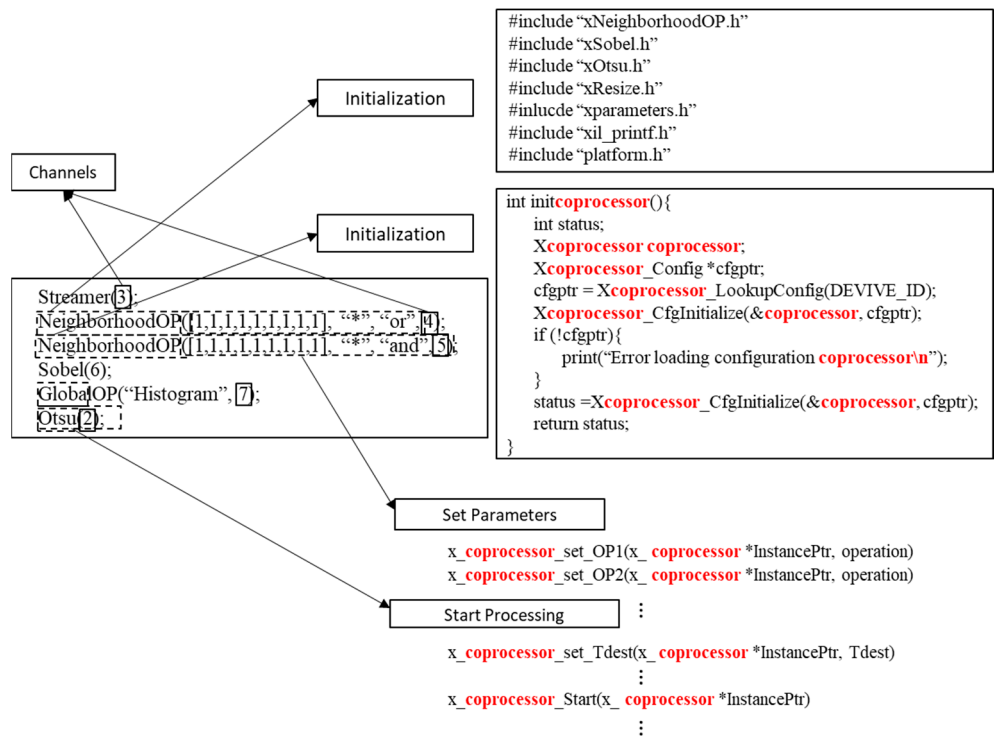 #include “xNeighborhoodOP.h”
#include “xSobel.h”
#include “xOtsu.h”
#include “xResize.h”
#inlucde “xparameters.h”
#include “xil_printf.h”
#include “platform.h”
Initialization
Channels
Initialization
int initcoprocessor(){
int status;
Xcoprocessor coprocessor;
Xcoprocessor_Config *cfgptr;
cfgptr = Xcoprocessor_LookupConfig(DEVIVE_ID);
Xcoprocessor_CfgInitialize(&coprocessor, cfgptr);
if (!cfgptr){
print(“Error loading configuration coprocessor\n”);
}
status =Xcoprocessor_CfgInitialize(&coprocessor, cfgptr);
return status;
}
Streamer(3);
NeighborhoodOP([1,1,1,1,1,1,1,1,1], “*”, “or”, 4);
NeighborhoodOP([1,1,1,1,1,1,1,1,1], “*”, “and”, 5);
Sobel(6);
GlobalOP(“Histogram”, 7);
Otsu(2);
Set Parameters
x_coprocessor_set_OP1(x_ coprocessor *InstancePtr, operation)
x_coprocessor_set_OP2(x_ coprocessor *InstancePtr, operation)
⋮
Start Processing
x_coprocessor_set_Tdest(x_ coprocessor *InstancePtr, Tdest)
⋮
x_coprocessor_Start(x_ coprocessor *InstancePtr)
⋮